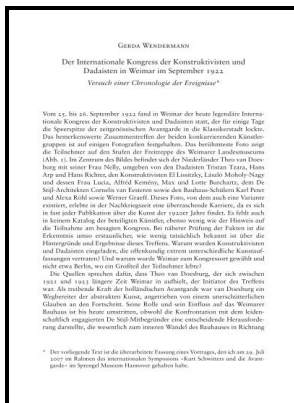 GERDA WENDERMANN
Der Internationale Kongress der Konstruktivisten und
Dadaisten in Weimar im September 1922
Versuch einer Chronologie der Ereignisse*
Vom 25. bis 26. September 1922 fand in Weimar der heute legendäre Internatio-
nale Kongress der Konstruktivisten und Dadaisten statt, der für einige Tage
die Speerspitze der zeitgenössischen Avantgarde in die Klassikerstadt lockte.
Das bemerkenswerte Zusammentreffen der beiden konkurrierenden Künstler-
gruppen ist auf einigen Fotografien festgehalten. Das berühmteste Foto zeigt
die Teilnehmer auf den Stufen der Freitreppe des Weimarer Landesmuseums
(Abb. 1). Im Zentrum des Bildes befindet sich der Niederländer Theo van Does-
burg mit seiner Frau Nelly, umgeben von den Dadaisten Tristan Tzara, Hans
Arp und Hans Richter, den Konstruktivisten El Lissitzky, László Moholy-Nagy
und dessen Frau Lucia, Alfréd Kemény, Max und Lotte Burchartz, dem De
Stijl-Architekten Cornelis van Eesteren sowie den Bauhaus-Schülern Karl Peter
und Alexa Röhl sowie Werner Graeff. Dieses Foto, von dem auch eine Variante
existiert, erlebte in der Nachkriegszeit eine überraschende Karriere, da es sich
in fast jeder Publikation über die Kunst der 1920er Jahre findet. Es fehlt auch
in keinem Katalog der beteiligten Künstler, ebenso wenig wie der Hinweis auf
die Teilnahme am besagten Kongress. Bei näherer Prüfung der Fakten ist die
Erkenntnis umso erstaunlicher, wie wenig tatsächlich bekannt ist über die
Hintergründe und Ergebnisse dieses Treffens. Warum wurden Konstruktivisten
und Dadaisten eingeladen, die offenkundig extrem unterschiedliche Kunstauf-
fassungen vertraten? Und warum wurde Weimar zum Kongressort gewählt und
nicht etwa Berlin, wo ein Großteil der Teilnehmer lebte?
Die Quellen sprechen dafür, dass Theo van Doesburg, der sich zwischen
1921 und 1923 längere Zeit in Weimar aufhielt, der Initiator des Treffens
war. Als treibende Kraft der holländischen Avantgarde war van Doesburg ein
Wegbereiter der abstrakten Kunst, angetrieben von einem unerschütterlichen
Glauben an den Fortschritt. Seine Rolle und sein Einfluss auf das Weimarer
Bauhaus ist bis heute umstritten, obwohl die Konfrontation mit dem leiden-
schaftlich engagierten De Stijl-Mitbegründer eine entscheidende Herausforde-
rung darstellte, die wesentlich zum inneren Wandel des Bauhauses in Richtung
* Der vorliegende Text ist die überarbeitete Fassung eines Vortrages, den ich am 29. Juli
2007 im Rahmen des internationalen Symposions »Kurt Schwitters und die Avant-
garde« im Sprengel Museum Hannover gehalten habe.